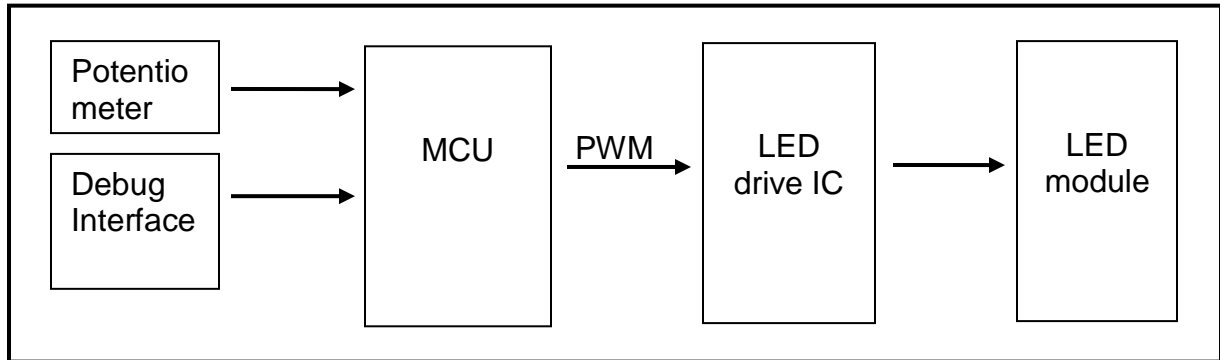 Potentio
meter
Debug
Interface
MCU
PWM
LED
drive IC
LED
module